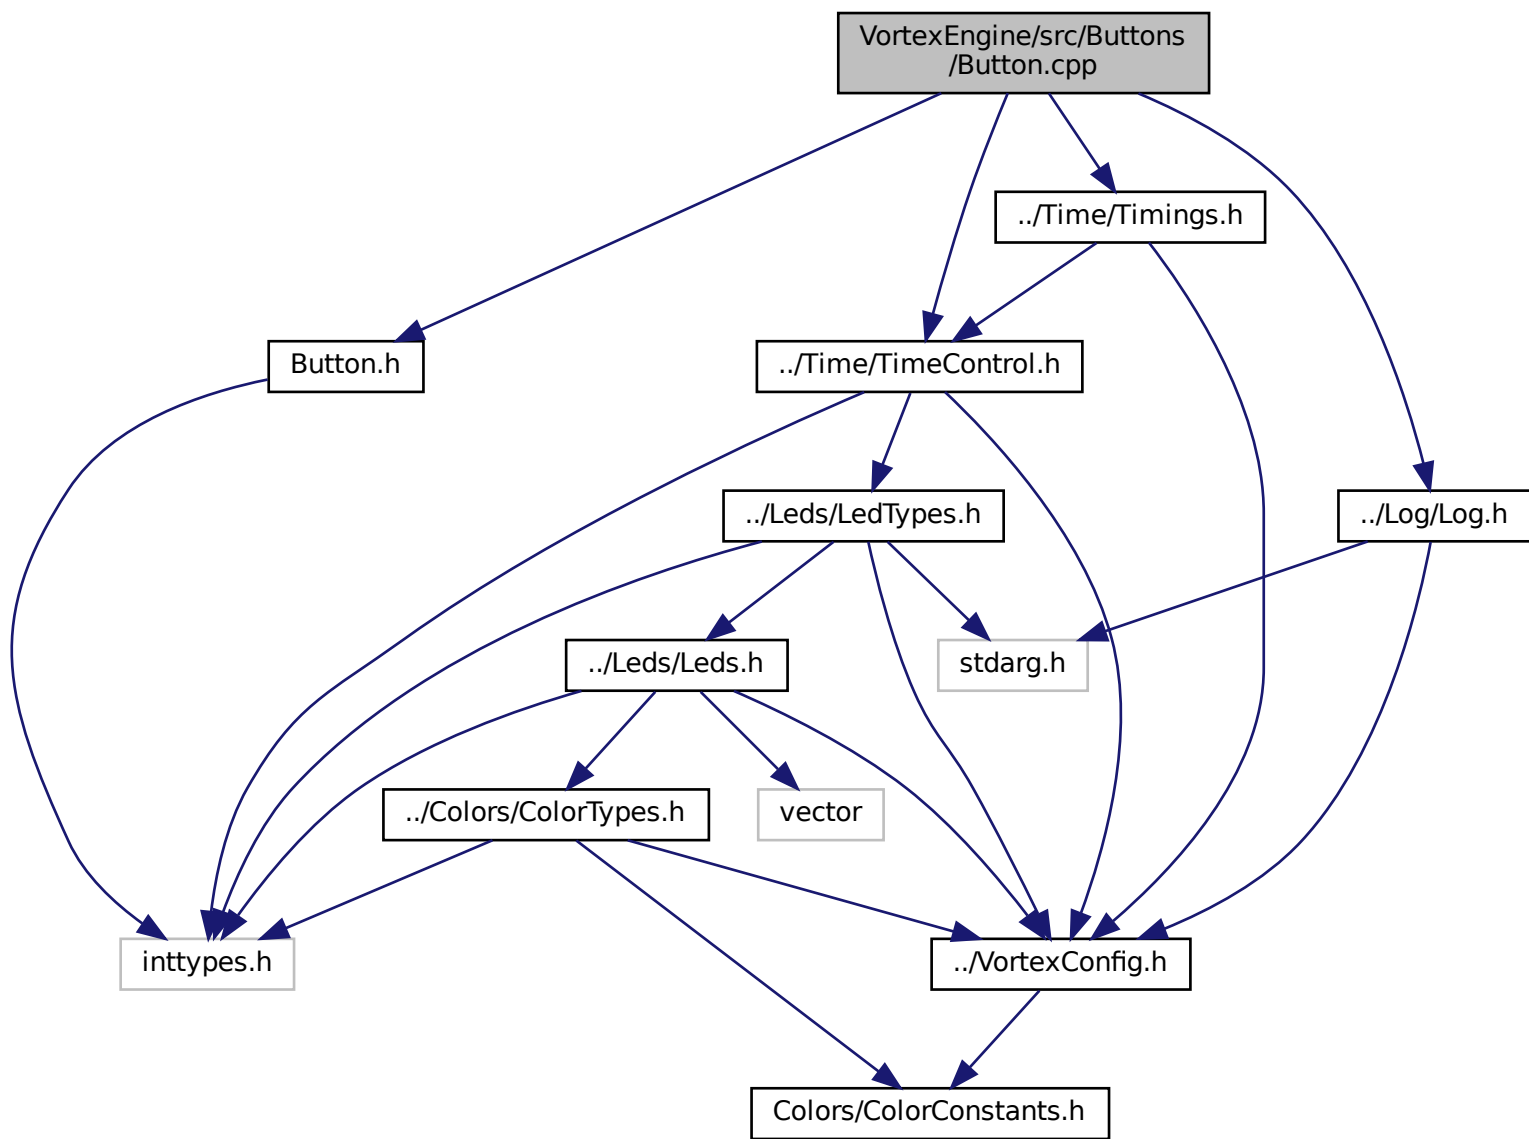 VortexEngine/src/Buttons
/Button.cpp
../Time/Timings.h
Button.h
../Time/TimeControl.h
../Leds/LedTypes.h
../Log/Log.h
../Leds/Leds.h
stdarg.h
../Colors/ColorTypes.h
vector
inttypes.h
../VortexConfig.h
Colors/ColorConstants.h